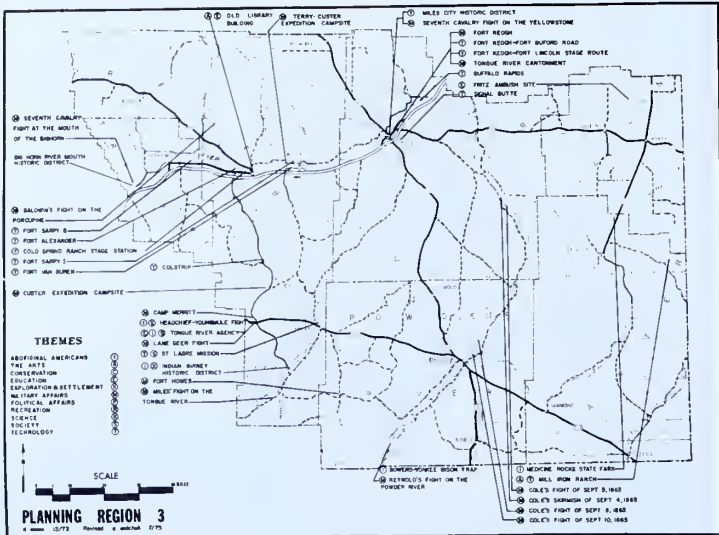 OLD LIBRARY
BUILDING
TERRY-CUSTER
EXPEDITION CAMPSITE
MILES CITY HISTORIC DISTRICT
SEVENTH CAVALRY FIGHT ON THE YELLOWSTONE
FORT KEOGH
FORT KEOGH-FORT BUFORD ROAD
FORT KEOGH-FORT LINCOLN STAGE ROUTE
TONGUE RIVER CANTONMENT
BUFFALO RAPIDS
FRITZ AMBUSH SITE
SIGNAL BUTTE
SEVENTH CAVALRY
FIGHT AT THE MOUTH
OF THE BIGHORN
BIG HORN RIVER MOUTH
HISTORIC DISTRICT
BALDWIN'S FIGHT ON THE
PORCUPINE
FORT SARPY II
FORT ALEXANDER
COLD SPRING RANCH STAGE STATION
FORT SARPY I
FORT VAN BUREN
COLSTRIP
CUSTER EXPEDITION CAMPSITE
CAMP MERRITT
HEADCHIEF-YOUNGMULE FIGHT
TONGUE RIVER AGENCY
LAME DEER FIGHT
ST LABRE MISSION
INDIAN BIRNEY
HISTORIC DISTRICT
FORT HOWES
MILES' FIGHT ON THE
TONGUE RIVER
THEMES
ABORIGINAL AMERICANS
THE ARTS
CONSERVATION
EDUCATION
EXPLORATION & SETTLEMENT
MILITARY AFFAIRS
POLITICAL AFFAIRS
RECREATION
SCIENCE
SOCIETY
TECHNOLOGY
BOWERS-YONKEE BISON TRAP
REYNOLD'S FIGHT ON THE
POWDER RIVER
MEDICINE ROCKS STATE PARK
MILL IRON RANCH
COLE'S FIGHT OF SEPT 5, 1865
COLE'S SKIRMISH OF SEPT 4, 1865
COLE'S FIGHT OF SEPT 8, 1865
COLE'S FIGHT OF SEPT 10, 1865
SCALE
PLANNING REGION 3
12/73 Revised 7/75